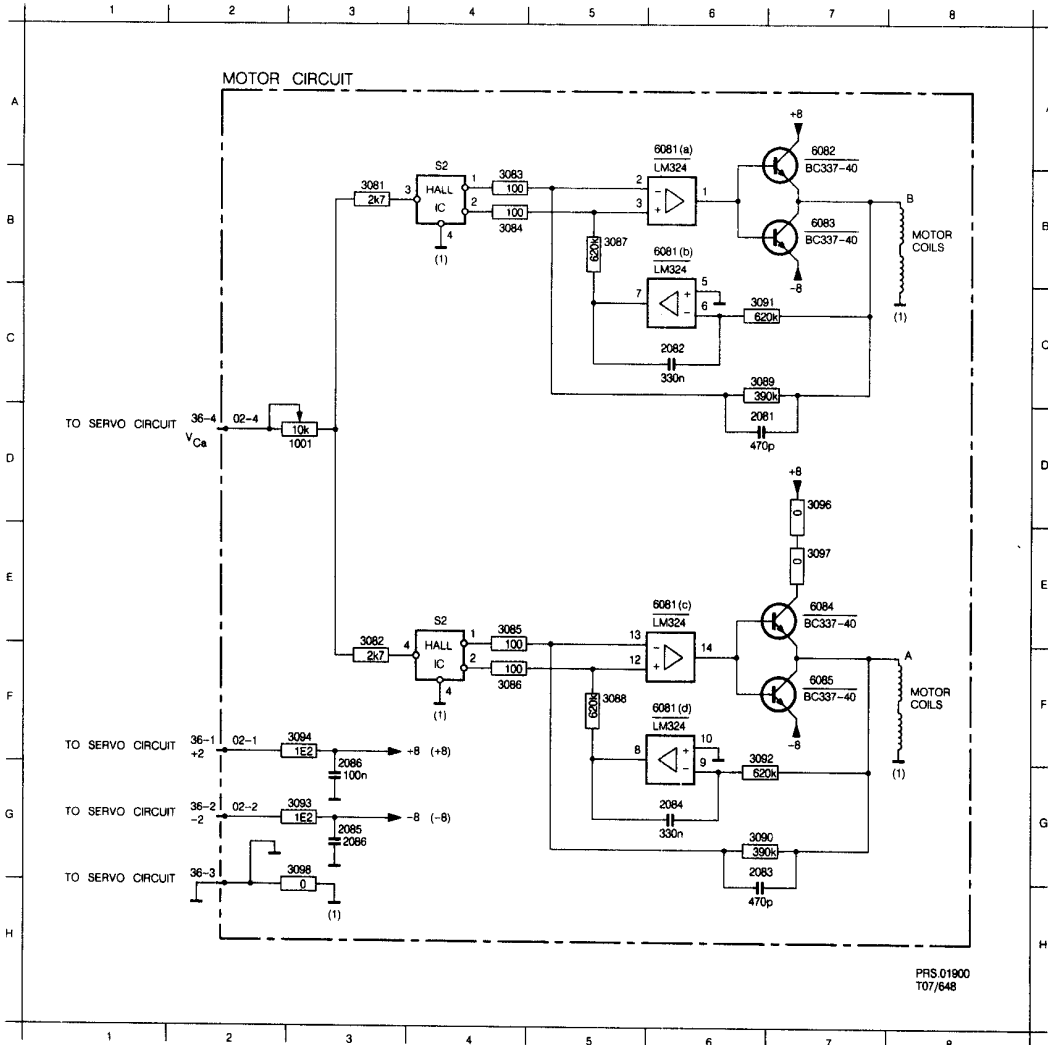 1 2 3 4 5 6 7 8
MOTOR CIRCUIT
A
+8
6081 (a)
LM324
6082
BC337-40
S2
3083
100
3081
2k7
3
HALL
IC
1
2
4
(1)
100
3084
2
3
1
B
B
MOTOR
COILS
B
6083
BC337-40
-8
3087
620k
6081 (b)
LM324
5
7
6
3091
620k
(1)
C
C
2082
330n
3089
390k
2081
470p
TO SERVO CIRCUIT 36-4 02-4
VCa
10k
1001
D
D
+8
0
3096
0
3097
E
E
6081 (c)
LM324
6084
BC337-40
S2
3085
100
3082
2k7
4
HALL
IC
1
2
4
(1)
100
3086
13
12
14
A
MOTOR
COILS
F
F
6085
BC337-40
-8
3088
620k
6081 (d)
LM324
10
8
9
3092
620k
(1)
TO SERVO CIRCUIT 36-1 02-1
+2
3094
1E2
+8 (+8)
2086
100n
G
G
TO SERVO CIRCUIT 36-2 02-2
-2
3093
1E2
-8 (-8)
2085
2086
2084
330n
3090
390k
2083
470p
TO SERVO CIRCUIT 36-3
3098
0
(1)
H
H
PRS.01900
T07/648
1 2 3 4 5 6 7 8